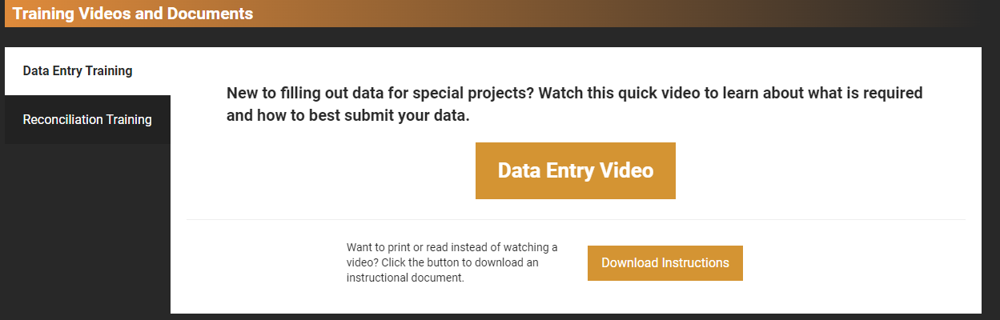 Training Videos and Documents
Data Entry Training
Reconciliation Training
New to filling out data for special projects? Watch this quick video to learn about what is required
and how to best submit your data.
Data Entry Video
Want to print or read instead of watching a
video? Click the button to download an
instructional document.
Download Instructions